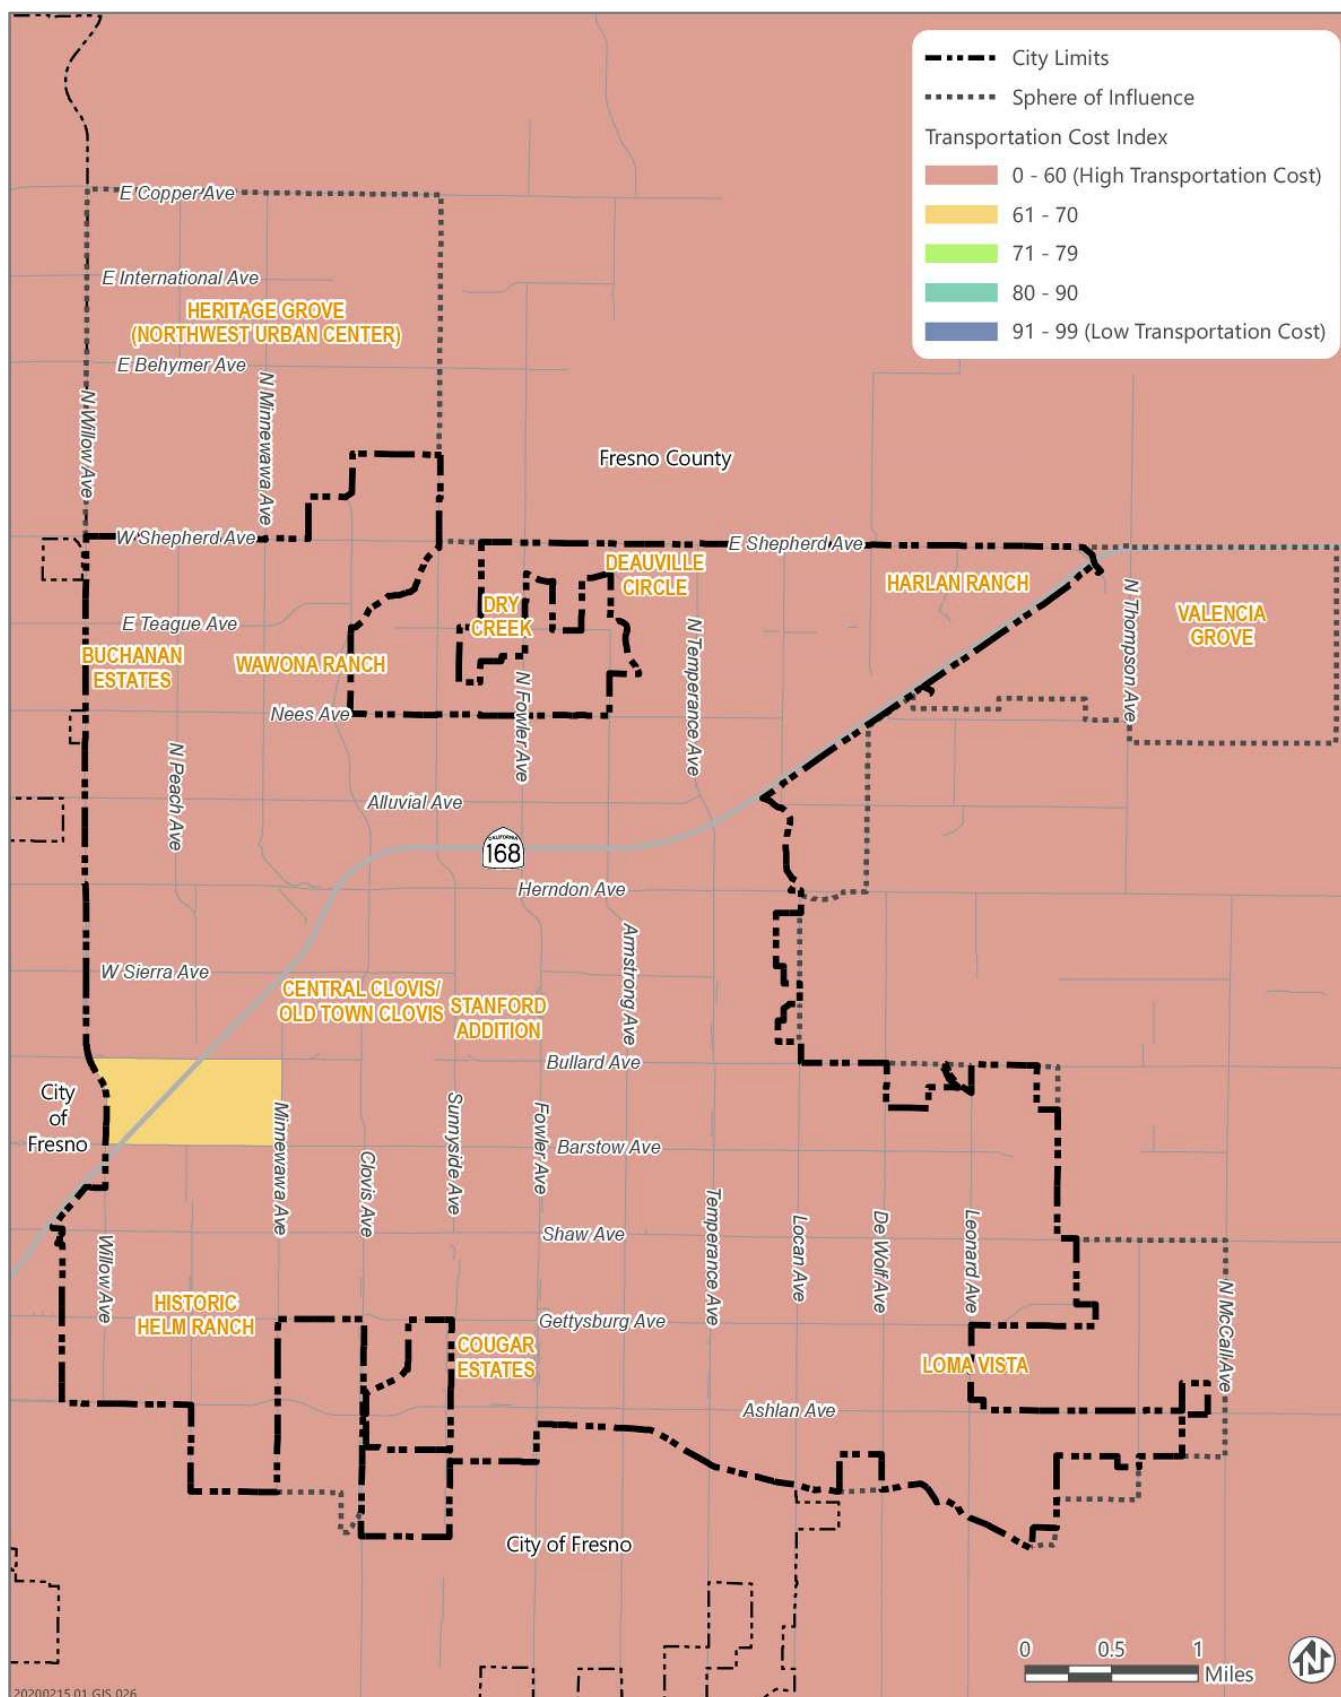 City Limits
Sphere of Influence
Transportation Cost Index
0 - 60 (High Transportation Cost)
61 - 70
71 - 79
80 - 90
91 - 99 (Low Transportation Cost)
E Copper Ave
E International Ave
HERITAGE GROVE
(NORTHWEST URBAN CENTER)
E Behymer Ave
N Willow Ave
N Minnewawa Ave
Fresno County
W Shepherd Ave
E Shepherd Ave
DEAUVILLE
CIRCLE
HARLAN RANCH
DRY
CREEK
N Thompson Ave
VALENCIA
GROVE
E Teague Ave
BUCHANAN
ESTATES
WAWONA RANCH
N Temperance Ave
Nees Ave
N Fowler Ave
N Peach Ave
Alluvial Ave
CALIFORNIA
168
Herndon Ave
Armstrong Ave
W Sierra Ave
CENTRAL CLOVIS/
OLD TOWN CLOVIS
STANFORD
ADDITION
Bullard Ave
City
of
Fresno
Minnewawa Ave
Sunnyside Ave
Fowler Ave
Barstow Ave
Clovis Ave
Temperance Ave
Locan Ave
De Wolf Ave
Leonard Ave
Shaw Ave
Willow Ave
HISTORIC
HELM RANCH
Gettysburg Ave
N McCall Ave
COUGAR
ESTATES
LOMA VISTA
Ashlan Ave
City of Fresno
0 0.5 1
Miles
N
20200215.01 GIS 026